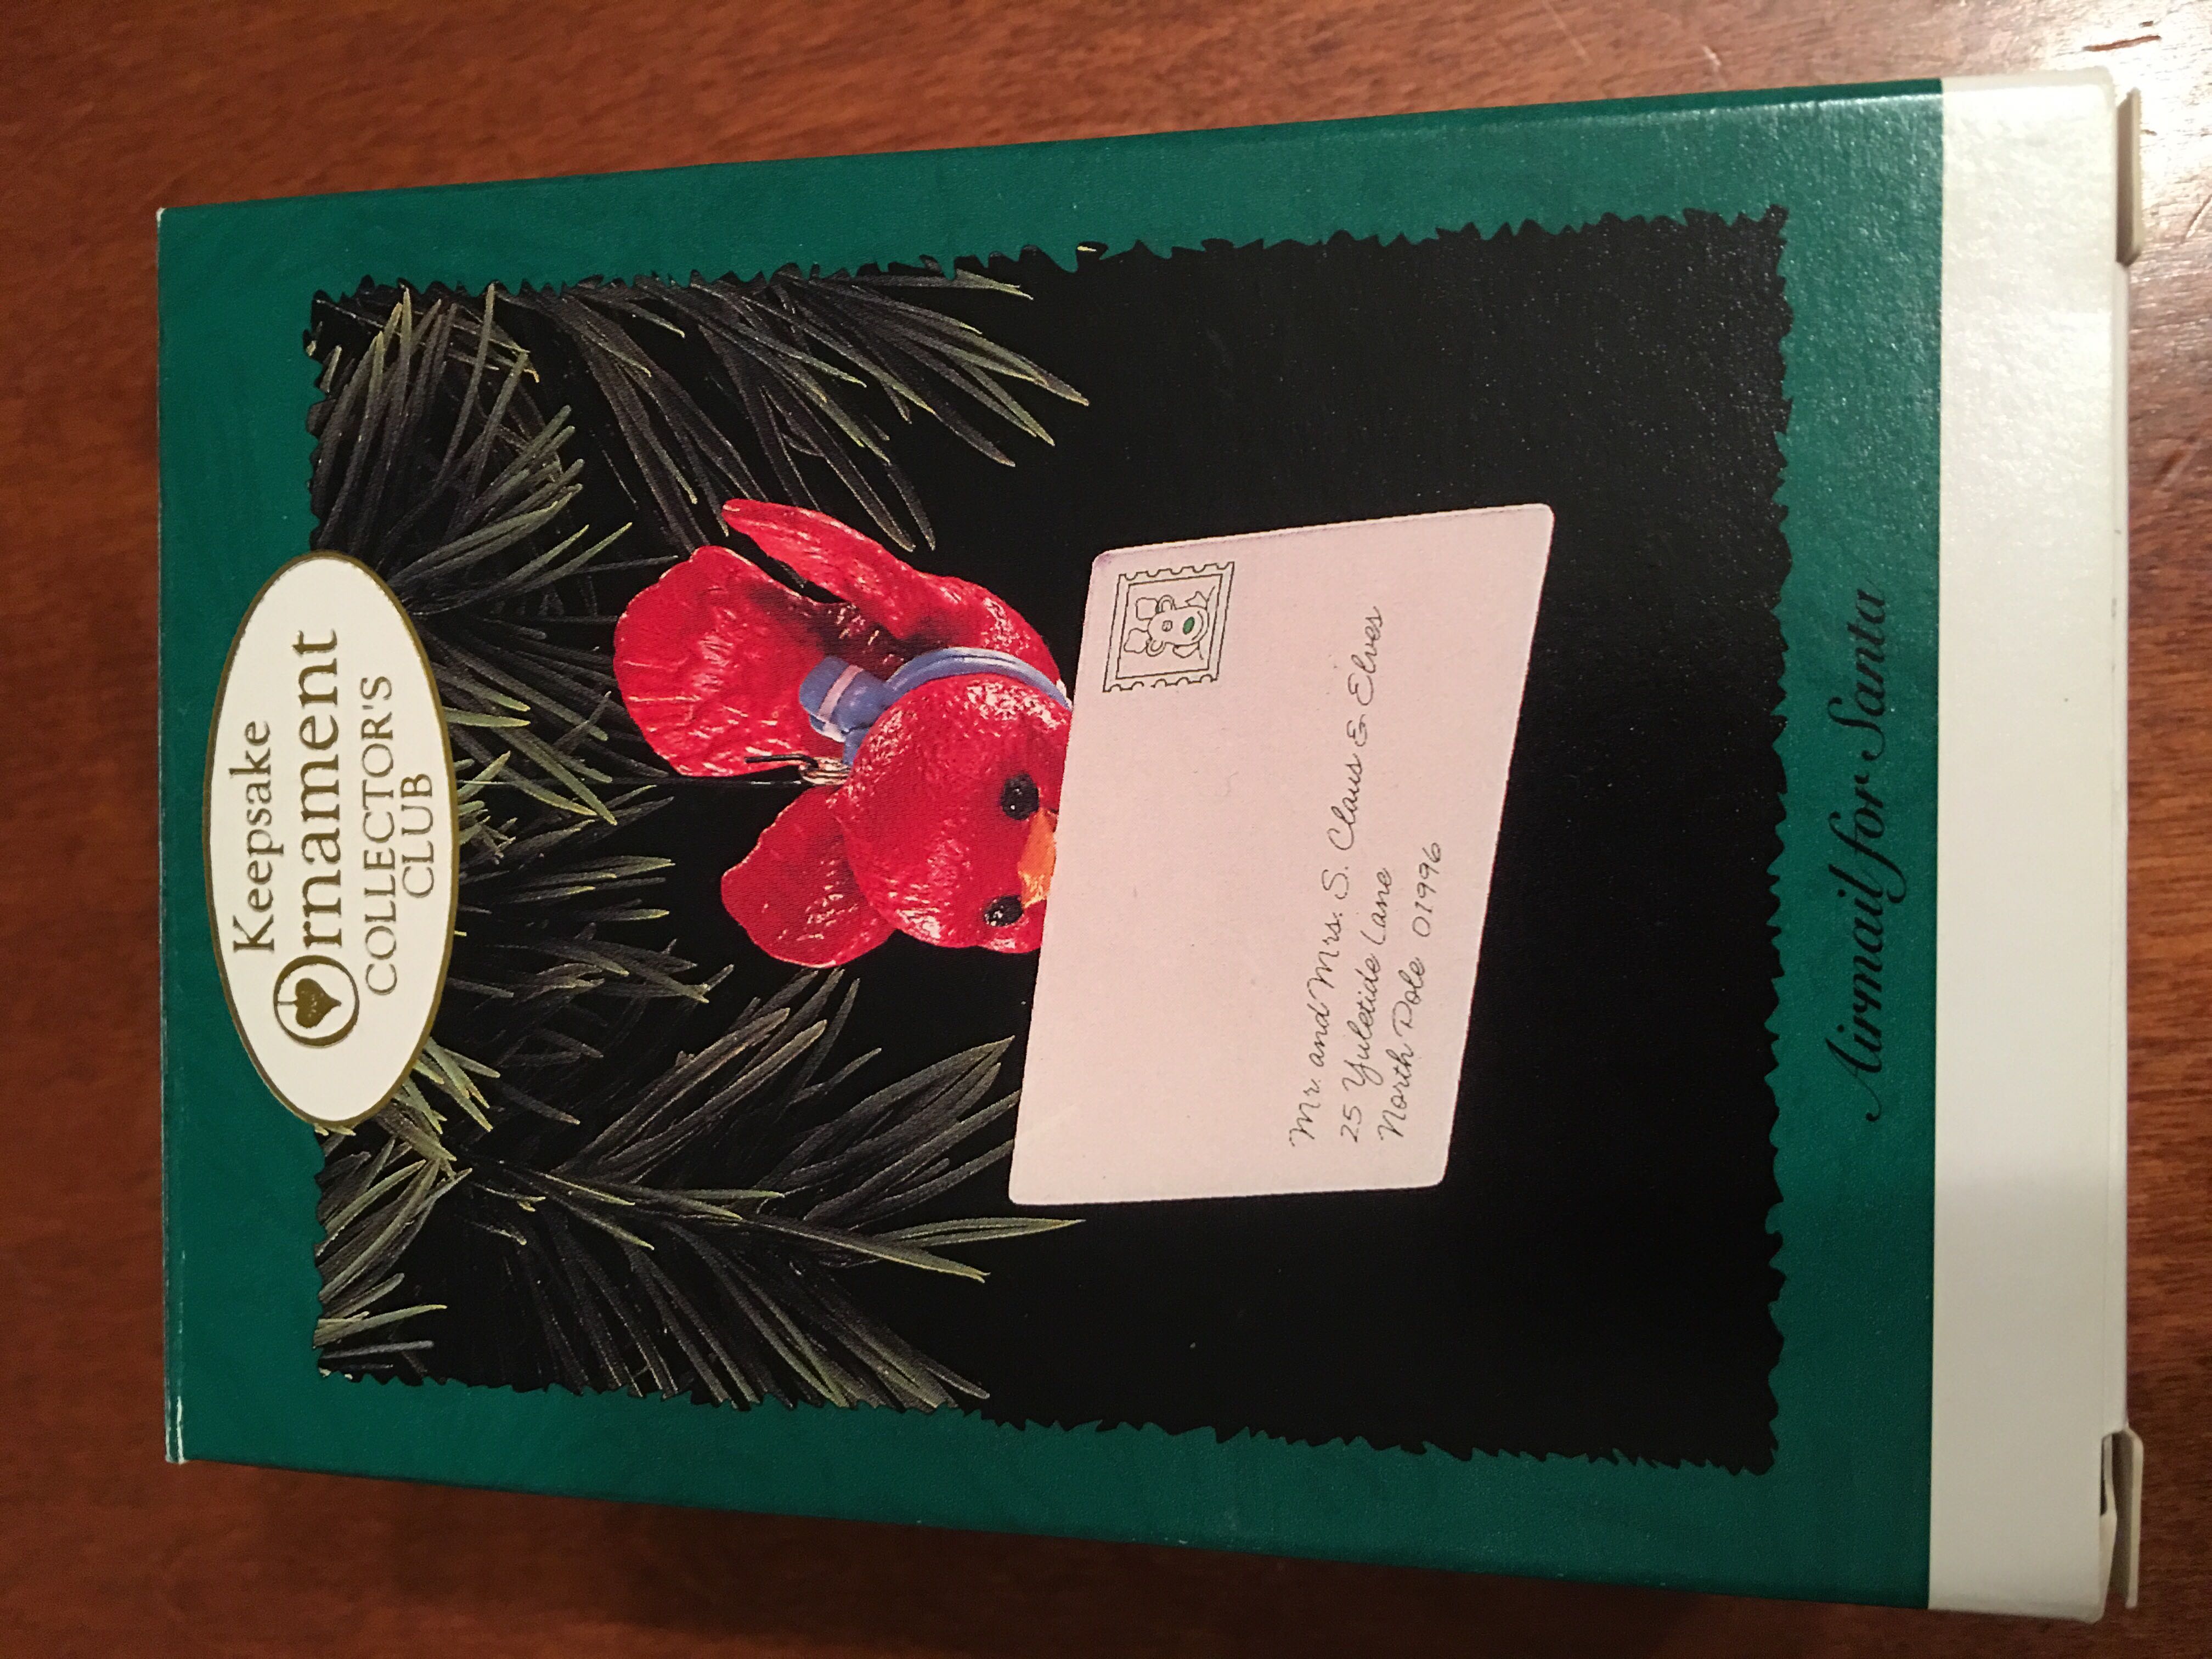 Keepsake
Ornament
COLLECTOR'S
CLUB
Mr. and Mrs. S. Claus & Elves
25 Yuletide Lane
North Pole 01996
Airmail for Santa